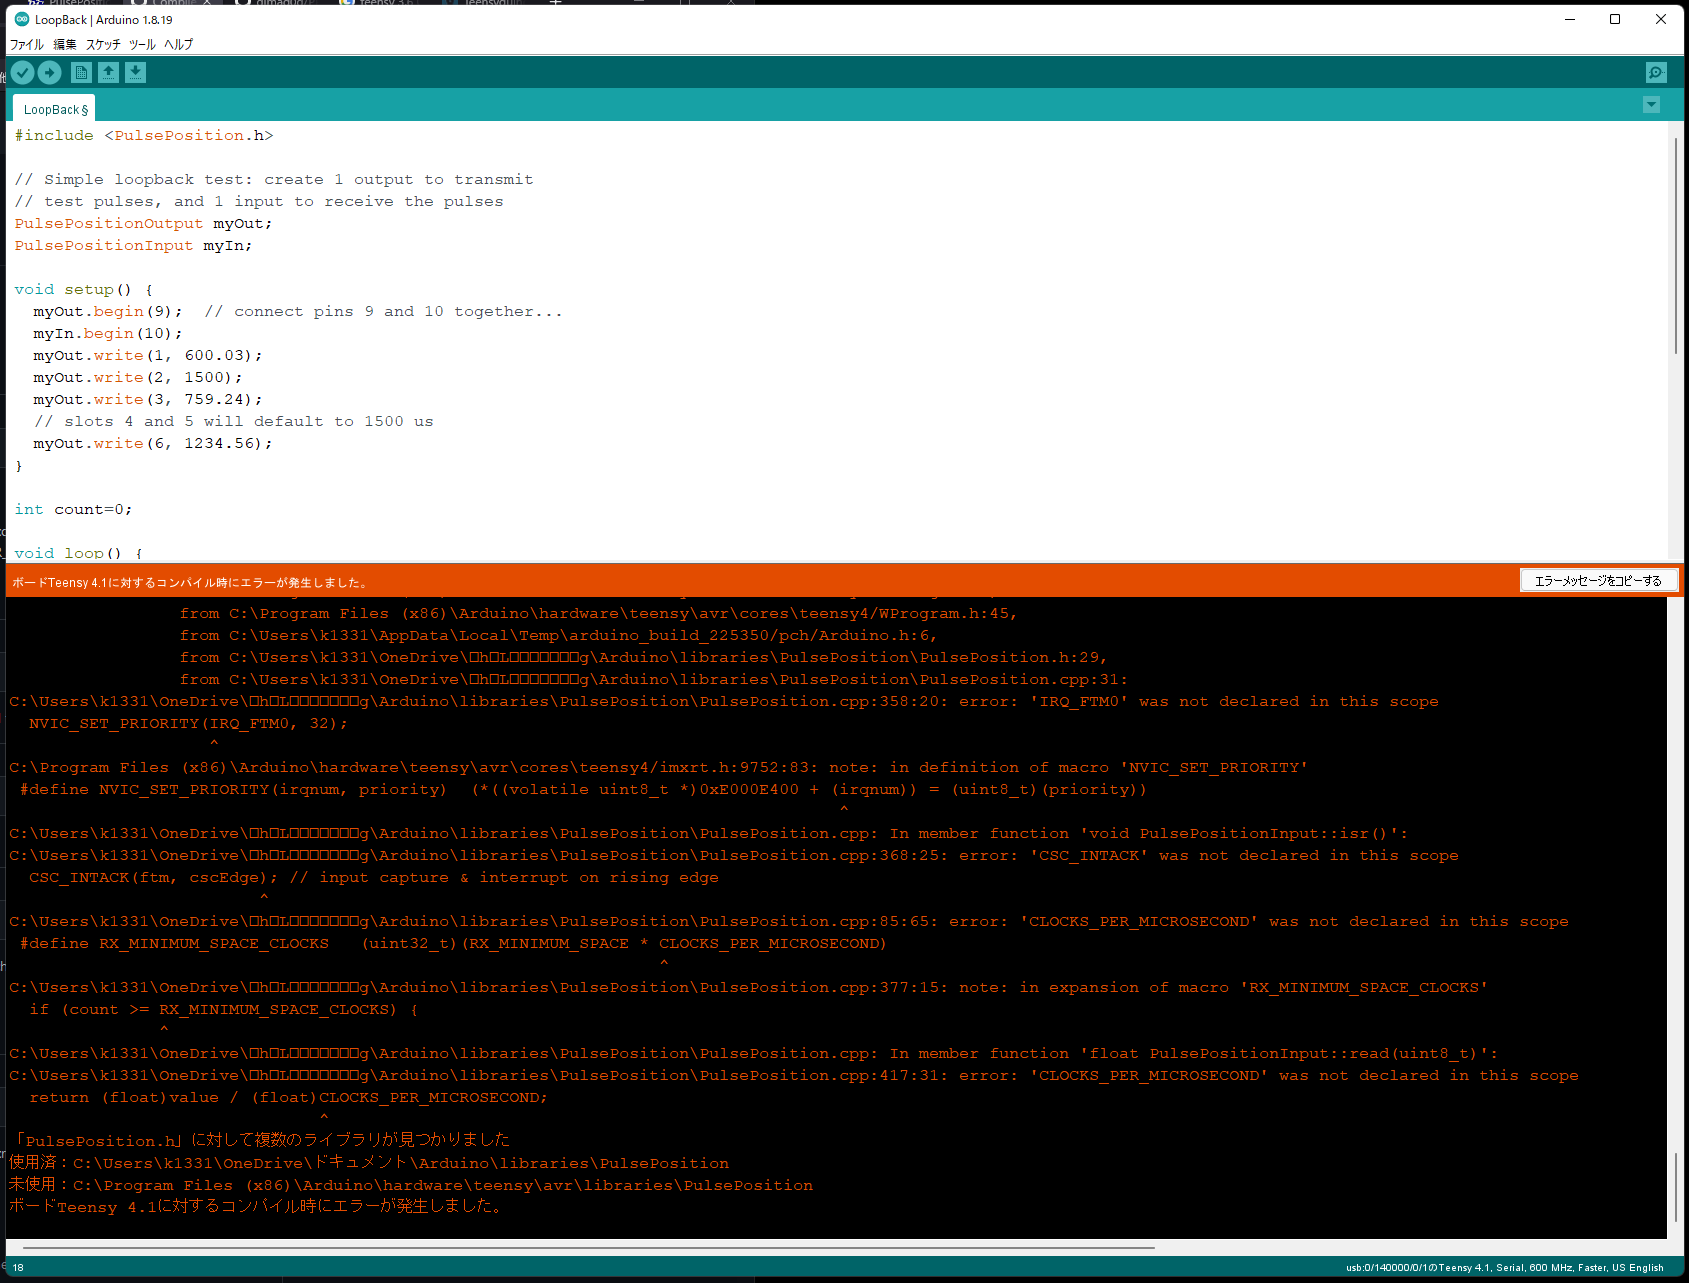 LoopBack | Arduino 1.8.19
ファイル 編集 スケッチ ツール ヘルプ
LoopBack §
#include <PulsePosition.h>
// Simple loopback test: create 1 output to transmit
// test pulses, and 1 input to receive the pulses
PulsePositionOutput myOut;
PulsePositionInput myIn;
void setup() {
myOut.begin(9);  // connect pins 9 and 10 together...
myIn.begin(10);
myOut.write(1, 600.03);
myOut.write(2, 1500);
myOut.write(3, 759.24);
// slots 4 and 5 will default to 1500 us
myOut.write(6, 1234.56);
}
int count=0;
void loop() {
ボードTeensy 4.1に対するコンパイル時にエラーが発生しました。
エラーメッセージをコピーする
from C:\Program Files (x86)\Arduino\hardware\teensy\avr\cores\teensy4/WProgram.h:45,
from C:\Users\k1331\AppData\Local\Temp\arduino_build_225350/pch/Arduino.h:6,
from C:\Users\k1331\OneDrive\□h□L□□□□□□□g\Arduino\libraries\PulsePosition\PulsePosition.h:29,
from C:\Users\k1331\OneDrive\□h□L□□□□□□□g\Arduino\libraries\PulsePosition\PulsePosition.cpp:31:
C:\Users\k1331\OneDrive\□h□L□□□□□□□g\Arduino\libraries\PulsePosition\PulsePosition.cpp:358:20: error: 'IRQ_FTM0' was not declared in this scope
NVIC_SET_PRIORITY(IRQ_FTM0, 32);
^
C:\Program Files (x86)\Arduino\hardware\teensy\avr\cores\teensy4/imxrt.h:9752:83: note: in definition of macro 'NVIC_SET_PRIORITY'
#define NVIC_SET_PRIORITY(irqnum, priority)  (*((volatile uint8_t *)0xE000E400 + (irqnum)) = (uint8_t)(priority))
^
C:\Users\k1331\OneDrive\□h□L□□□□□□□g\Arduino\libraries\PulsePosition\PulsePosition.cpp: In member function 'void PulsePositionInput::isr()':
C:\Users\k1331\OneDrive\□h□L□□□□□□□g\Arduino\libraries\PulsePosition\PulsePosition.cpp:368:25: error: 'CSC_INTACK' was not declared in this scope
CSC_INTACK(ftm, cscEdge); // input capture & interrupt on rising edge
^
C:\Users\k1331\OneDrive\□h□L□□□□□□□g\Arduino\libraries\PulsePosition\PulsePosition.cpp:85:65: error: 'CLOCKS_PER_MICROSECOND' was not declared in this scope
#define RX_MINIMUM_SPACE_CLOCKS   (uint32_t)(RX_MINIMUM_SPACE * CLOCKS_PER_MICROSECOND)
^
C:\Users\k1331\OneDrive\□h□L□□□□□□□g\Arduino\libraries\PulsePosition\PulsePosition.cpp:377:15: note: in expansion of macro 'RX_MINIMUM_SPACE_CLOCKS'
if (count >= RX_MINIMUM_SPACE_CLOCKS) {
^
C:\Users\k1331\OneDrive\□h□L□□□□□□□g\Arduino\libraries\PulsePosition\PulsePosition.cpp: In member function 'float PulsePositionInput::read(uint8_t)':
C:\Users\k1331\OneDrive\□h□L□□□□□□□g\Arduino\libraries\PulsePosition\PulsePosition.cpp:417:31: error: 'CLOCKS_PER_MICROSECOND' was not declared in this scope
return (float)value / (float)CLOCKS_PER_MICROSECOND;
^
「PulsePosition.h」に対して複数のライブラリが見つかりました
使用済：C:\Users\k1331\OneDrive\ドキュメント\Arduino\libraries\PulsePosition
未使用：C:\Program Files (x86)\Arduino\hardware\teensy\avr\libraries\PulsePosition
ボードTeensy 4.1に対するコンパイル時にエラーが発生しました。
18
usb:0/140000/0/1のTeensy 4.1, Serial, 600 MHz, Faster, US English